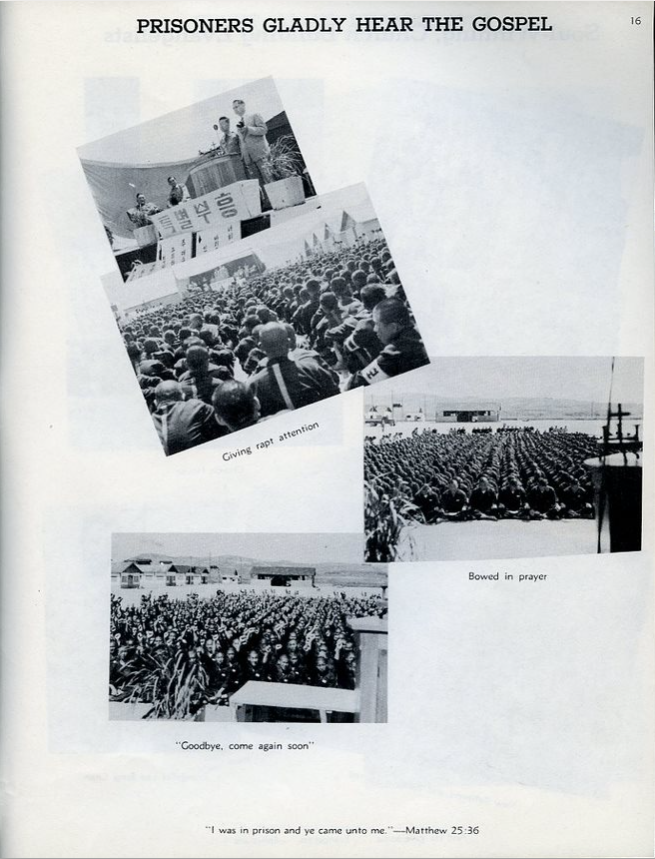 PRISONERS GLADLY HEAR THE GOSPEL
16
특별부흥
Giving rapt attention
Bowed in prayer
"Goodbye, come again soon"
"I was in prison and ye came unto me."—Matthew 25:36